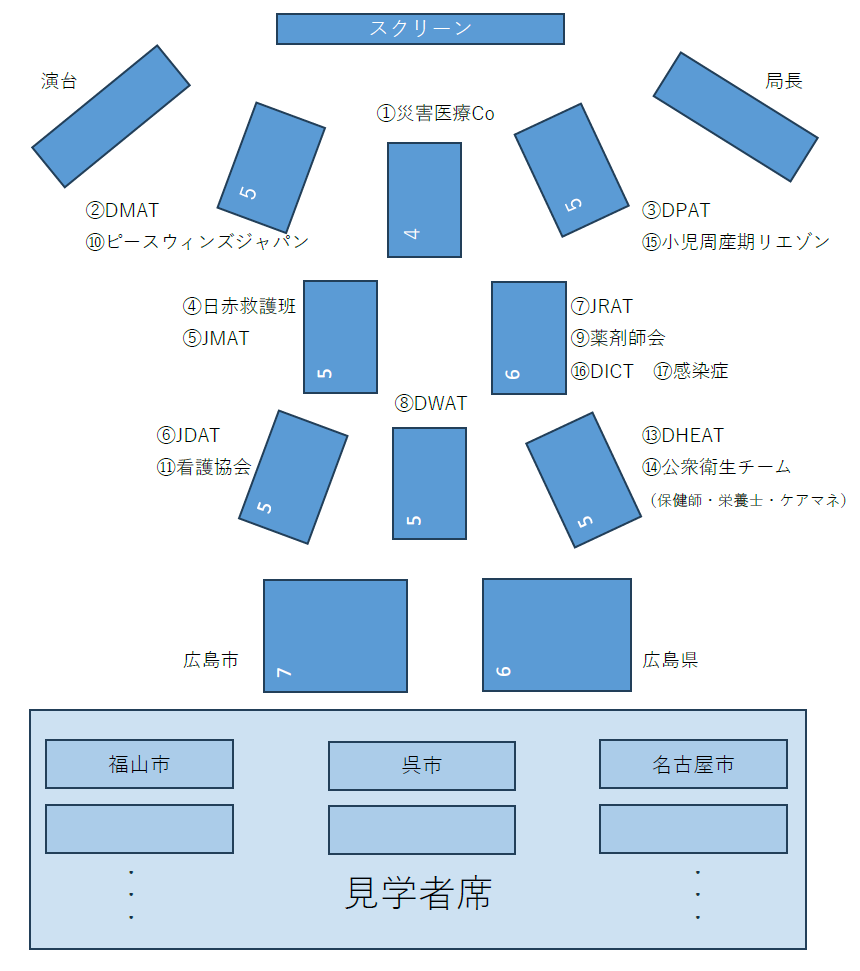 スクリーン
演台
局長
①災害医療Co
5
4
5
②DMAT
⑩ピースウィンズジャパン
③DPAT
⑮小児周産期リエゾン
④日赤救護班
⑤JMAT
5
6
⑦JRAT
⑨薬剤師会
⑯DICT ⑰感染症
⑧DWAT
⑥JDAT
⑪看護協会
5
5
5
⑬DHEAT
⑭公衆衛生チーム
（保健師・栄養士・ケアマネ）
広島市
7
6
広島県
福山市
呉市
名古屋市
見学者席